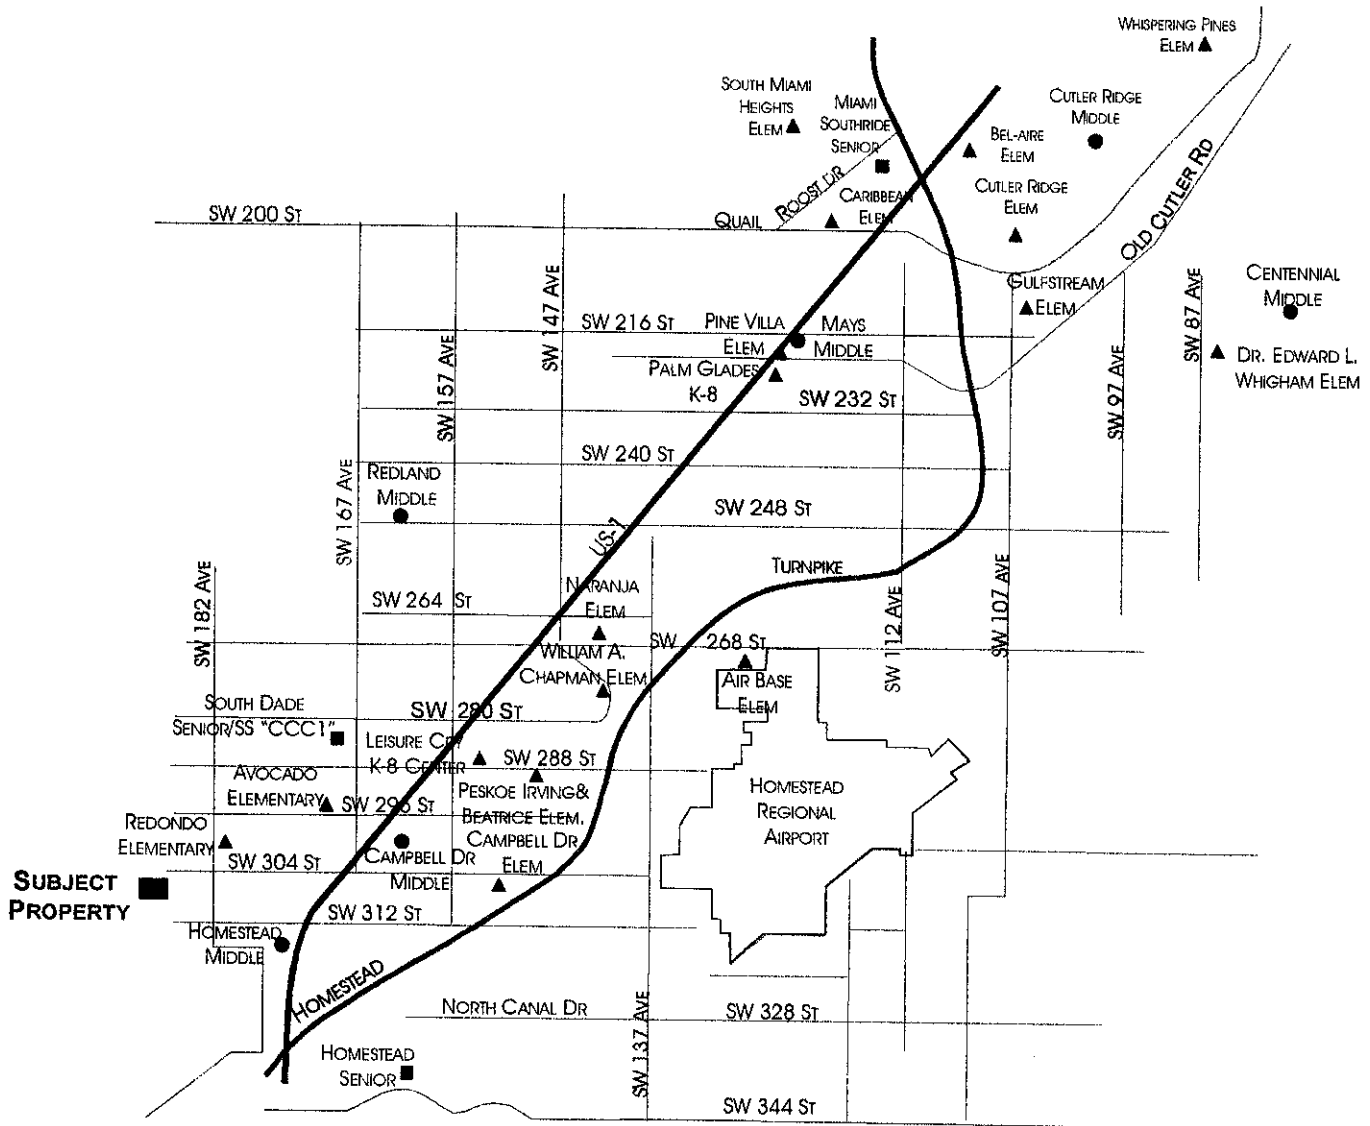 WHISPERING PINES
ELEM
SOUTH MIAMI
HEIGHTS
ELEM
MIAMI
SOUTHRIDE
SENIOR
CUTLER RIDGE
MIDDLE
BEL-AIRE
ELEM
CUTLER RIDGE
ELEM
ROOST DR
QUAIL
CARIBBEAN
ELEM
OLD CUTLER RD
SW 200 ST
GULFSTREAM
ELEM
CENTENNIAL
MIDDLE
SW 147 AVE
SW 87 AVE
SW 216 ST
PINE VILLA
ELEM
MAYS
MIDDLE
DR. EDWARD L.
WHIGHAM ELEM
SW 157 AVE
PALM GLADES
K-8
SW 232 ST
SW 97 AVE
SW 240 ST
SW 167 AVE
REDLAND
MIDDLE
SW 248 ST
US-1
TURNPIKE
SW 182 AVE
NARANJA
ELEM
SW 264 ST
SW 112 AVE
SW 107 AVE
SW 268 ST
WILLIAM A.
CHAPMAN ELEM
AIR BASE
ELEM
SOUTH DADE
SENIOR/SS "CCC1"
SW 280 ST
LEISURE CITY
K-8 CENTER
SW 288 ST
AVOCADO
ELEMENTARY
SW 296 ST
PESKOE IRVING&
BEATRICE ELEM.
HOMESTEAD
REGIONAL
AIRPORT
REDONDO
ELEMENTARY
CAMPBELL DR
ELEM
SW 304 ST
CAMPBELL DR
MIDDLE
SUBJECT
PROPERTY
SW 312 ST
HOMESTEAD
MIDDLE
HOMESTEAD
NORTH CANAL DR
SW 328 ST
SW 137 AVE
HOMESTEAD
SENIOR
SW 344 ST